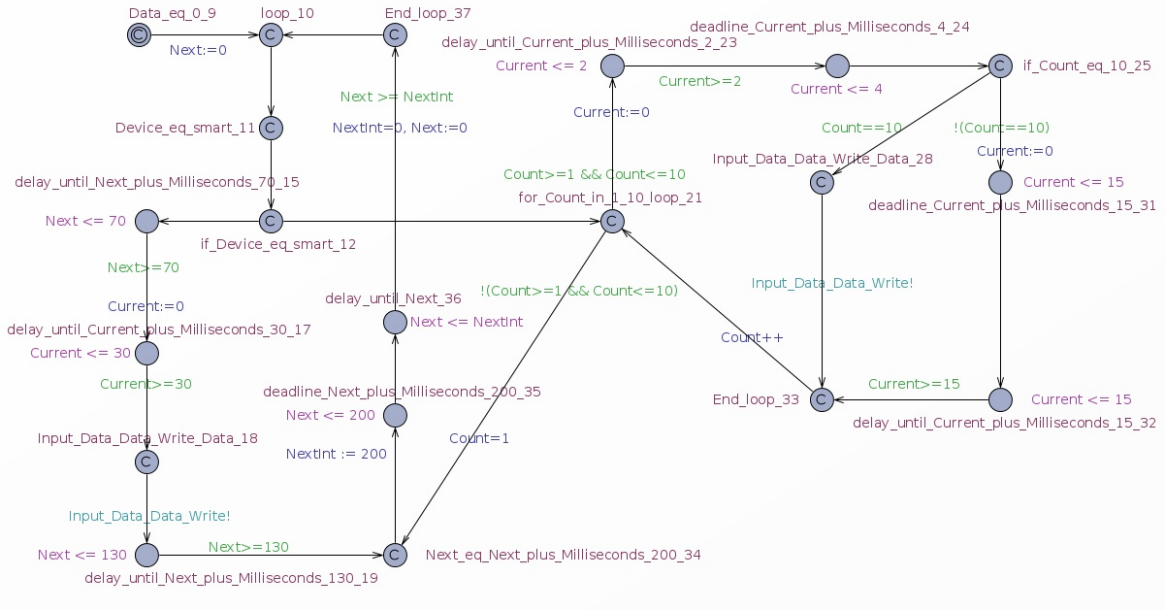 Data_eq_0_9
loop_10
End_loop_37
deadline_Current_plus_Milliseconds_4_24
delay_until_Current_plus_Milliseconds_2_23
C
C
C
Next:=0
Current <= 2
Current>=2
Current <= 4
C
if_Count_eq_10_25
Next >= NextInt
Current:=0
Device_eq_smart_11
C
NextInt=0, Next:=0
Count==10
!(Count==10)
Input_Data_Data_Write_Data_28
Current:=0
delay_until_Next_plus_Milliseconds_70_15
Count>=1 && Count<=10
C
Current <= 15
for_Count_in_1_10_loop_21
deadline_Current_plus_Milliseconds_15_31
Next <= 70
C
C
if_Device_eq_smart_12
Next>=70
Input_Data_Data_Write!
!(Count>=1 && Count<=10)
Current:=0
delay_until_Next_36
delay_until_Current_plus_Milliseconds_30_17
Next <= NextInt
Count++
Current <= 30
Current>=30
Current>=15
deadline_Next_plus_Milliseconds_200_35
End_loop_33
C
Current <= 15
Next <= 200
delay_until_Current_plus_Milliseconds_15_32
Input_Data_Data_Write_Data_18
Count=1
C
NextInt := 200
Input_Data_Data_Write!
Next>=130
Next <= 130
C
Next_eq_Next_plus_Milliseconds_200_34
delay_until_Next_plus_Milliseconds_130_19